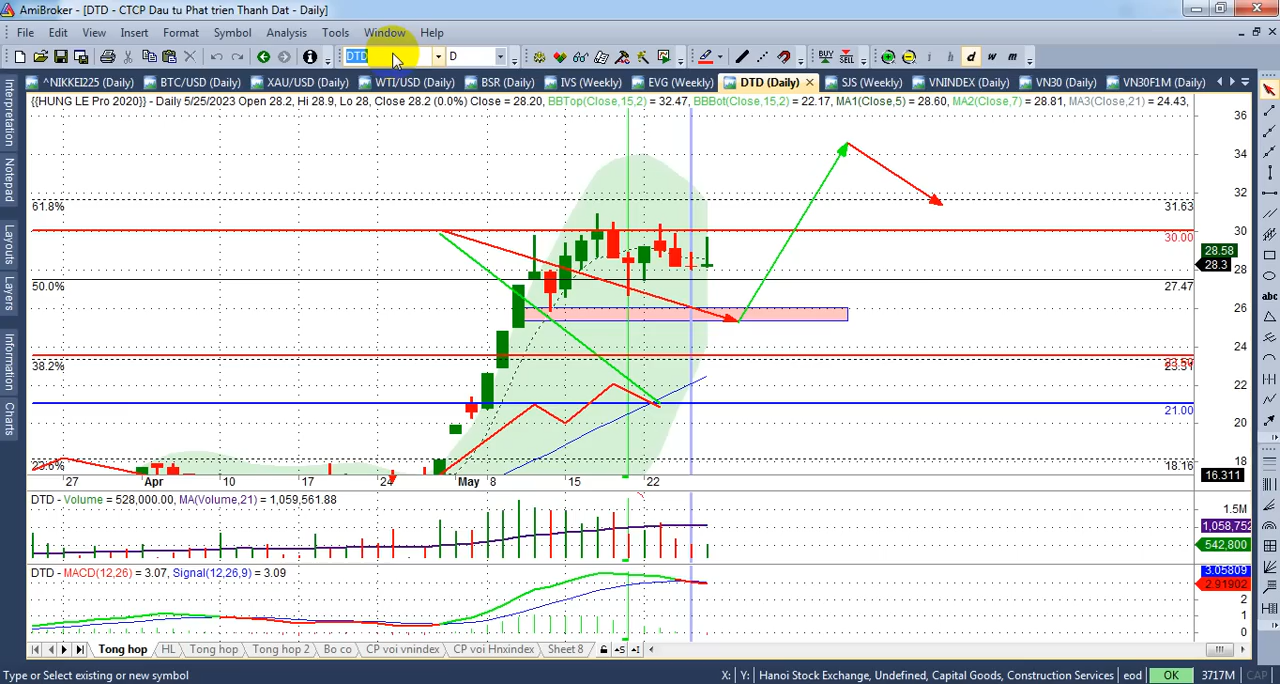 AmiBroker - [DTD - CTCP Dau tu Phat trien Thanh Dat - Daily]
File Edit View Insert Format Symbol Analysis Tools Window Help
DTD D BUY SELL i h d w m
^NIKKEI225 (Daily) BTC/USD (Daily) XAU/USD (Daily) WTI/USD (Daily) BSR (Daily) IVS (Weekly) EVG (Weekly) DTD (Daily) SJS (Weekly) VNINDEX (Daily) VN30 (Daily) VN30F1M (Daily)
{{HUNG LE Pro 2020}} - Daily 5/25/2023 Open 28.2, Hi 28.9, Lo 28, Close 28.2 (0.0%) Close = 28.20, BBTop(Close,15,2) = 32.47, BBBot(Close,15,2) = 22.17, MA1(Close,5) = 28.60, MA2(Close,7) = 28.81, MA3(Close,21) = 24.43,
Interpretation
Notepad
Layouts
Layers
Information
Charts
abc
36
34
32
61.8% 31.63
30
30.00
28.58
28.3
28
50.0% 27.47
26
24
38.2% 23.31
22
21.00
20
18
18.16
16.311
27 Apr 10 17 24 May 8 15 22
DTD - Volume = 528,000.00, MA(Volume,21) = 1,059,561.88
1.5M
1,058,752
542,800
DTD - MACD(12,26) = 3.07, Signal(12,26,9) = 3.09
3.05809
2.91902
2
1
0
Tong hop HL Tong hop Tong hop 2 Bo co CP voi vnindex CP voi Hnxindex Sheet 8
Type or Select existing or new symbol X: Y: Hanoi Stock Exchange, Undefined, Capital Goods, Construction Services eod OK 3717M CAP